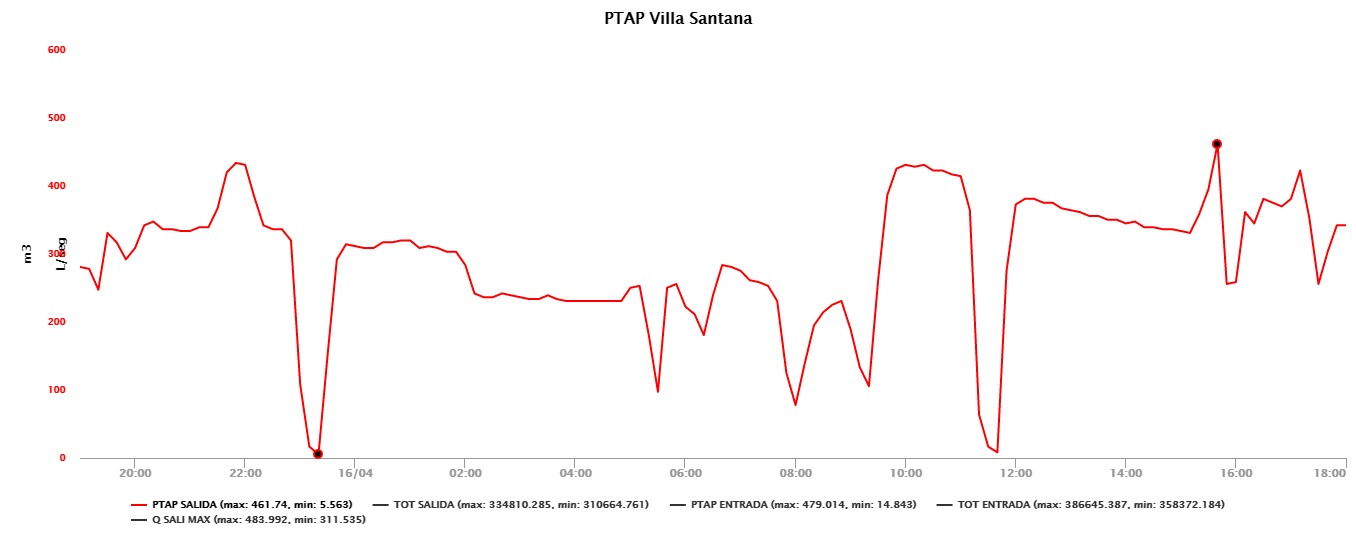 PTAP Villa Santana
600
500
400
300
200
100
0
m3
L/seg
20:00 22:00 16/04 02:00 04:00 06:00 08:00 10:00 12:00 14:00 16:00 18:00
PTAP SALIDA (max: 461.74, min: 5.563) TOT SALIDA (max: 334810.285, min: 310664.761) PTAP ENTRADA (max: 479.014, min: 14.843) TOT ENTRADA (max: 386645.387, min: 358372.184)
Q SALI MAX (max: 483.992, min: 311.535)